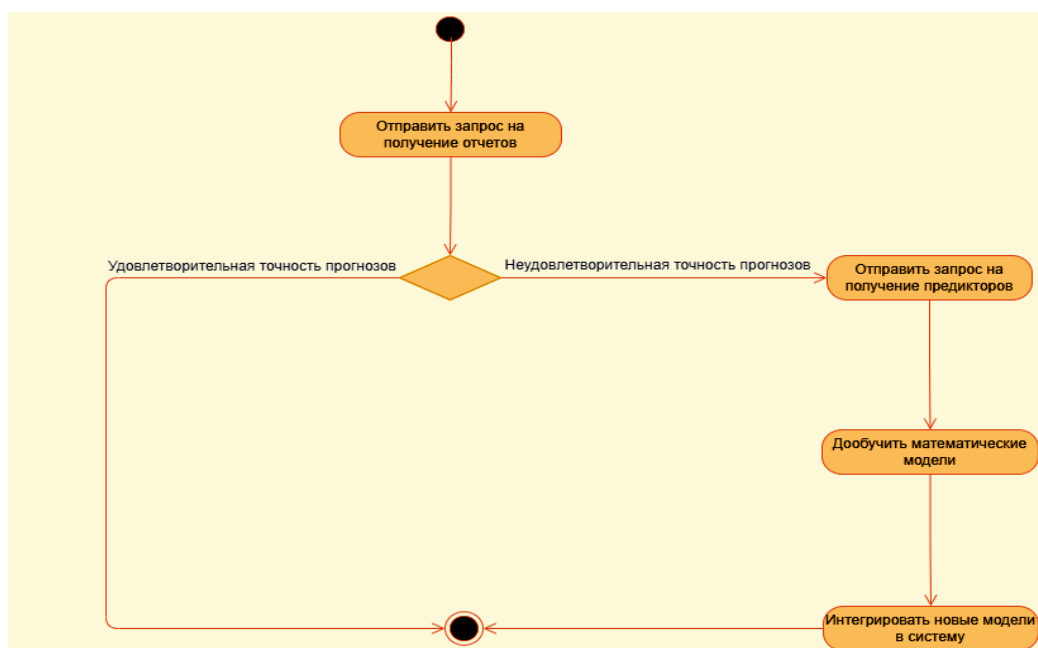 Отправить запрос на
получение отчетов
Удовлетворительная точность прогнозов
Неудовлетворительная точность прогнозов
Отправить запрос на
получение предикторов
Дообучить математические
модели
Интегрировать новые модели
в систему